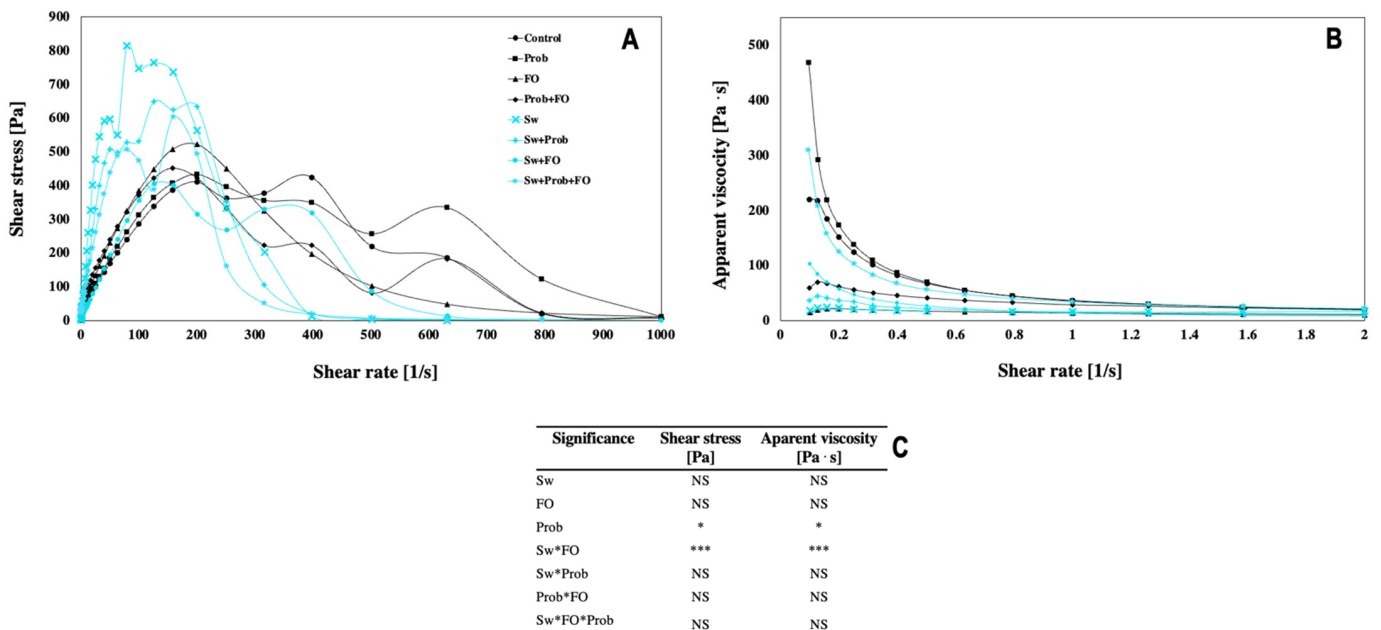 A
900
800
700
600
500
400
300
200
100
0
Shear stress [Pa]
0 100 200 300 400 500 600 700 800 900 1000
Shear rate [1/s]
Control
Prob
FO
Prob+FO
Sw
Sw+Prob
Sw+FO
Sw+Prob+FO
B
500
400
300
200
100
0
Apparent viscosity [Pa · s]
0 0.2 0.4 0.6 0.8 1 1.2 1.4 1.6 1.8 2
Shear rate [1/s]
C
Significance Shear stress Apparent viscosity
[Pa] [Pa · s]
Sw NS NS
FO NS NS
Prob * *
Sw*FO *** ***
Sw*Prob NS NS
Prob*FO NS NS
Sw*FO*Prob NS NS